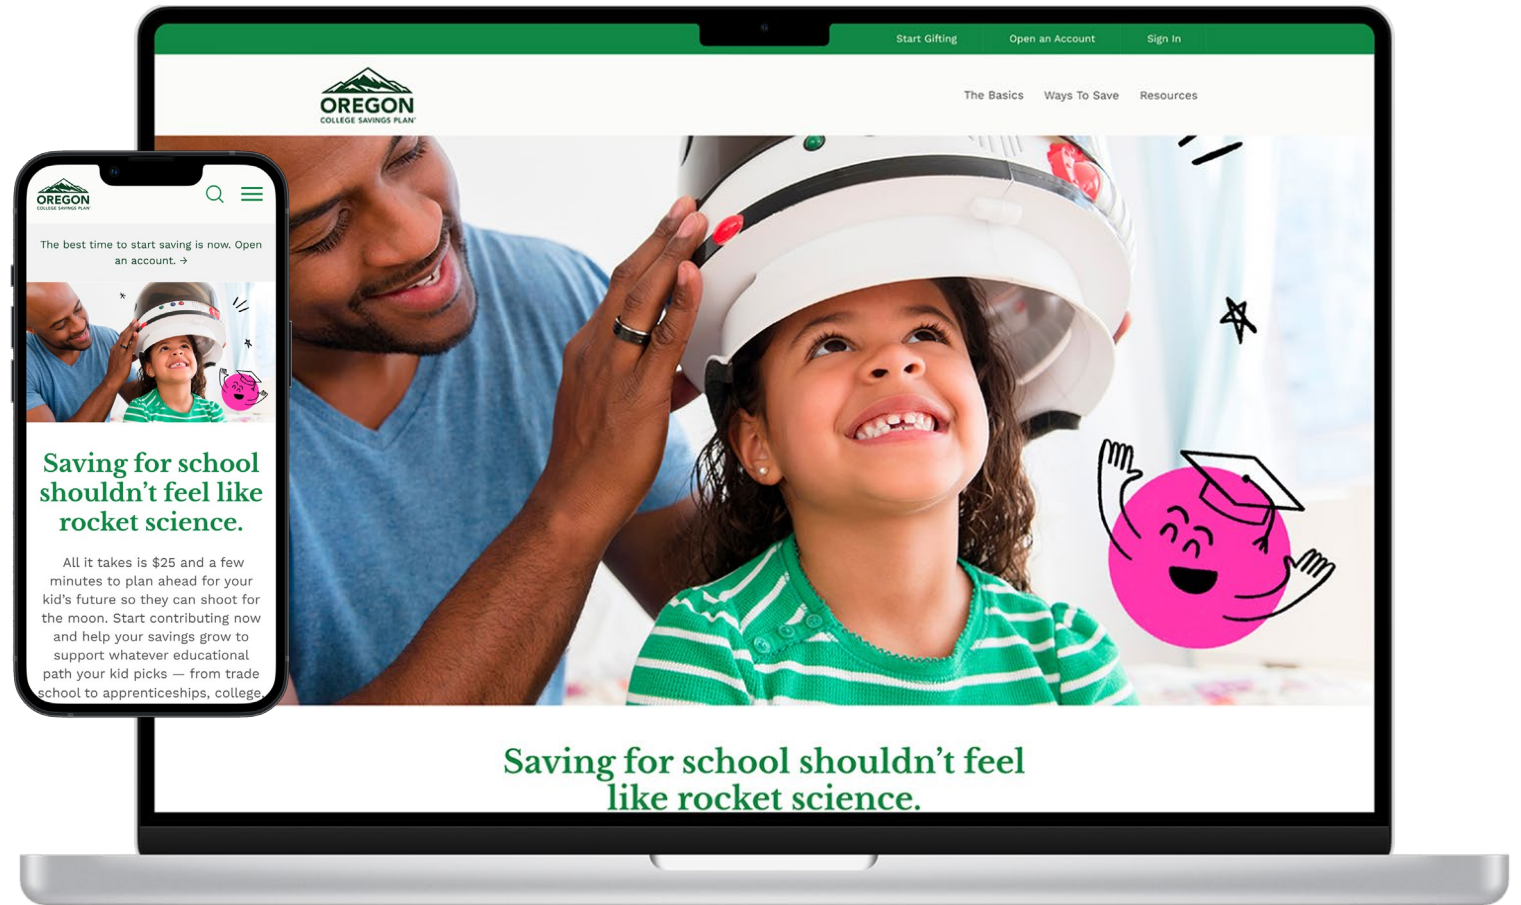 Start Gifting
Open an Account
Sign In
OREGON
COLLEGE SAVINGS PLAN
The Basics
Ways To Save
Resources
Saving for school shouldn’t feel
like rocket science.
OREGON
COLLEGE SAVINGS PLAN
The best time to start saving is now. Open
an account. →
Saving for school
shouldn’t feel like
rocket science.
All it takes is $25 and a few
minutes to plan ahead for your
kid’s future so they can shoot for
the moon. Start contributing now
and help your savings grow to
support whatever educational
path your kid picks — from trade
school to apprenticeships, college,